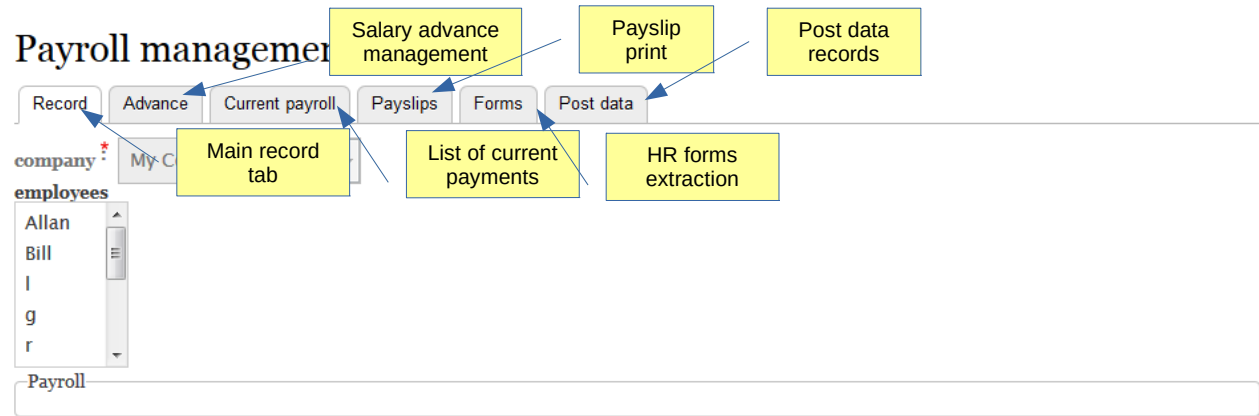 Payroll managemen
Salary advance
management
Payslip
print
Post data
records
Record
Advance
Current payroll
Payslips
Forms
Post data
company *:
My C
Main record
tab
List of current
payments
HR forms
extraction
employees
Allan
Bill
l
g
r
Payroll